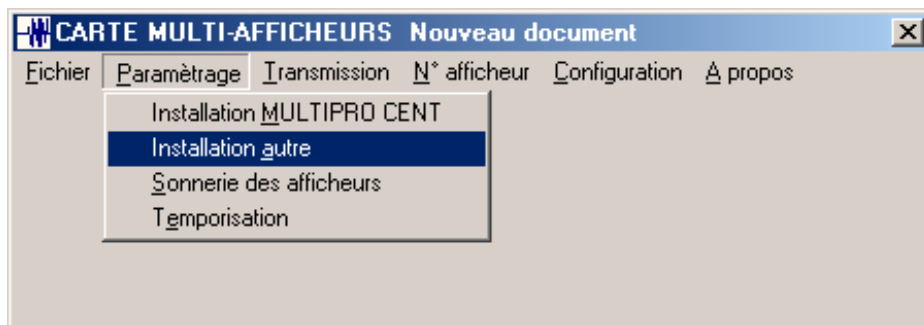 CARTE MULTI-AFFICHEURS Nouveau document
Fichier Paramètrage Transmission N° afficheur Configuration A propos
Installation MULTIPRO CENT
Installation autre
Sonnerie des afficheurs
Temporisation